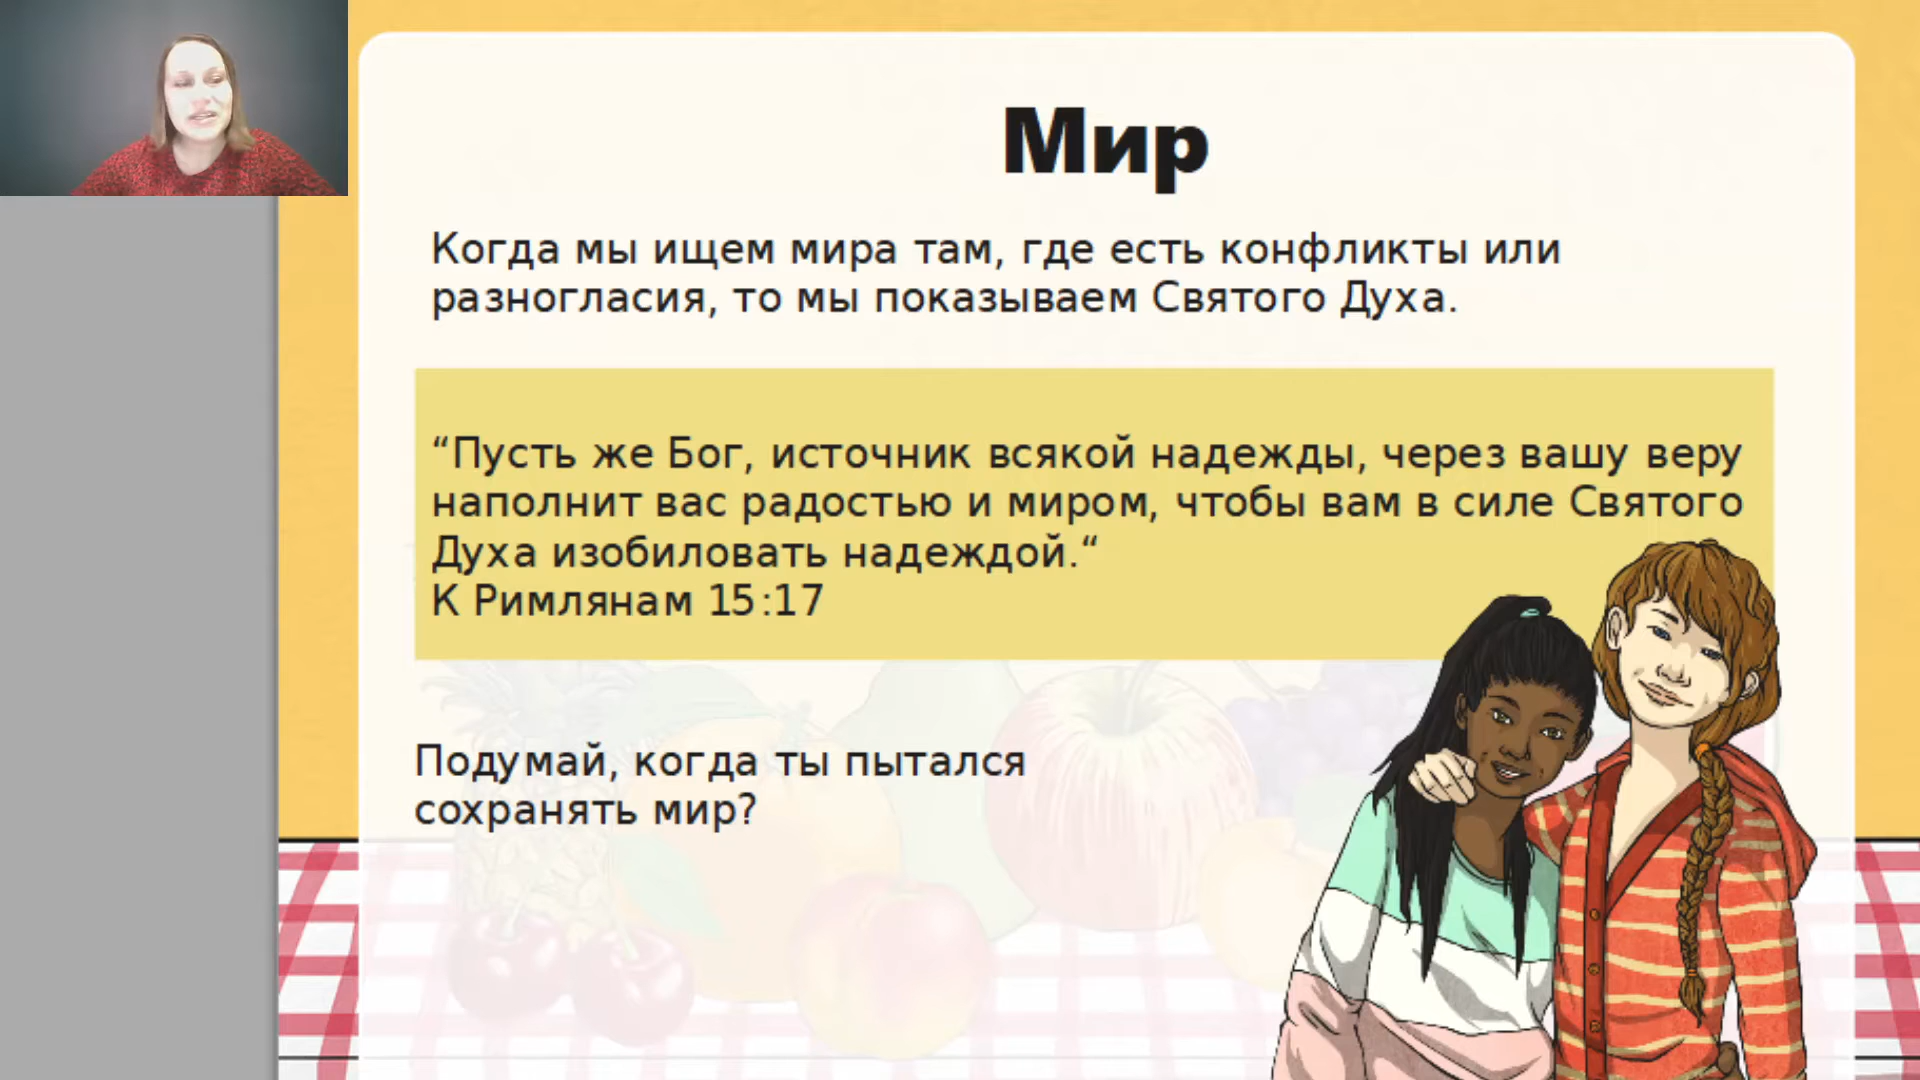 Мир
Когда мы ищем мира там, где есть конфликты или
разногласия, то мы показываем Святого Духа.
“Пусть же Бог, источник всякой надежды, через вашу веру
наполнит вас радостью и миром, чтобы вам в силе Святого
Духа изобиловать надеждой.“
К Римлянам 15:17
Подумай, когда ты пытался
сохранять мир?